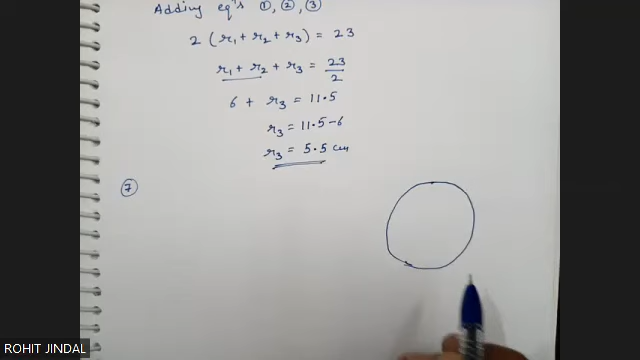 Adding eq's ①, ②, ③
2 (r₁ + r₂ + r₃) = 23
r₁ + r₂ + r₃ = 23/2
6 + r₃ = 11.5
r₃ = 11.5 - 6
r₃ = 5.5 cm
⑦
ROHIT JINDAL